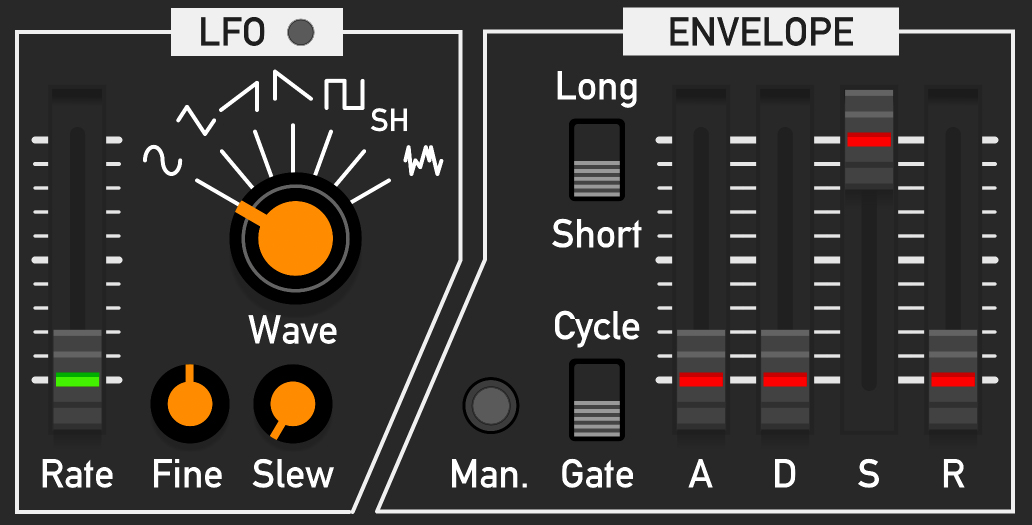 LFO
SH
Wave
Rate
Fine
Slew
ENVELOPE
Long
Short
Cycle
Man.
Gate
A
D
S
R